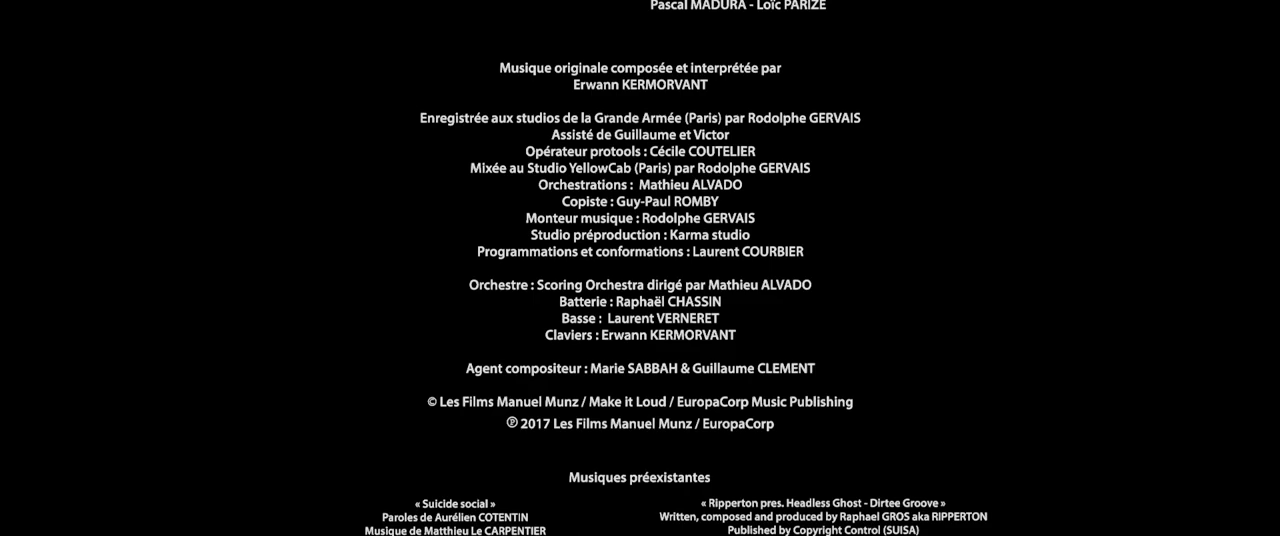 Pascal MADURA - Loïc PARIZE
Musique originale composée et interprétée par
Erwann KERMORVANT
Enregistrée aux studios de la Grande Armée (Paris) par Rodolphe GERVAIS
Assisté de Guillaume et Victor
Opérateur protools : Cécile COUTELIER
Mixée au Studio YellowCab (Paris) par Rodolphe GERVAIS
Orchestrations : Mathieu ALVADO
Copiste : Guy-Paul ROMBY
Monteur musique : Rodolphe GERVAIS
Studio préproduction : Karma studio
Programmations et conformations : Laurent COURBIER
Orchestre : Scoring Orchestra dirigé par Mathieu ALVADO
Batterie : Raphaël CHASSIN
Basse : Laurent VERNERET
Claviers : Erwann KERMORVANT
Agent compositeur : Marie SABBAH & Guillaume CLEMENT
© Les Films Manuel Munz / Make it Loud / EuropaCorp Music Publishing
℗ 2017 Les Films Manuel Munz / EuropaCorp
Musiques préexistantes
« Suicide social »
Paroles de Aurélien COTENTIN
Musique de Matthieu Le CARPENTIER
« Ripperton pres. Headless Ghost - Dirtee Groove »
Written, composed and produced by Raphael GROS aka RIPPERTON
Published by Copyright Control (SUISA)